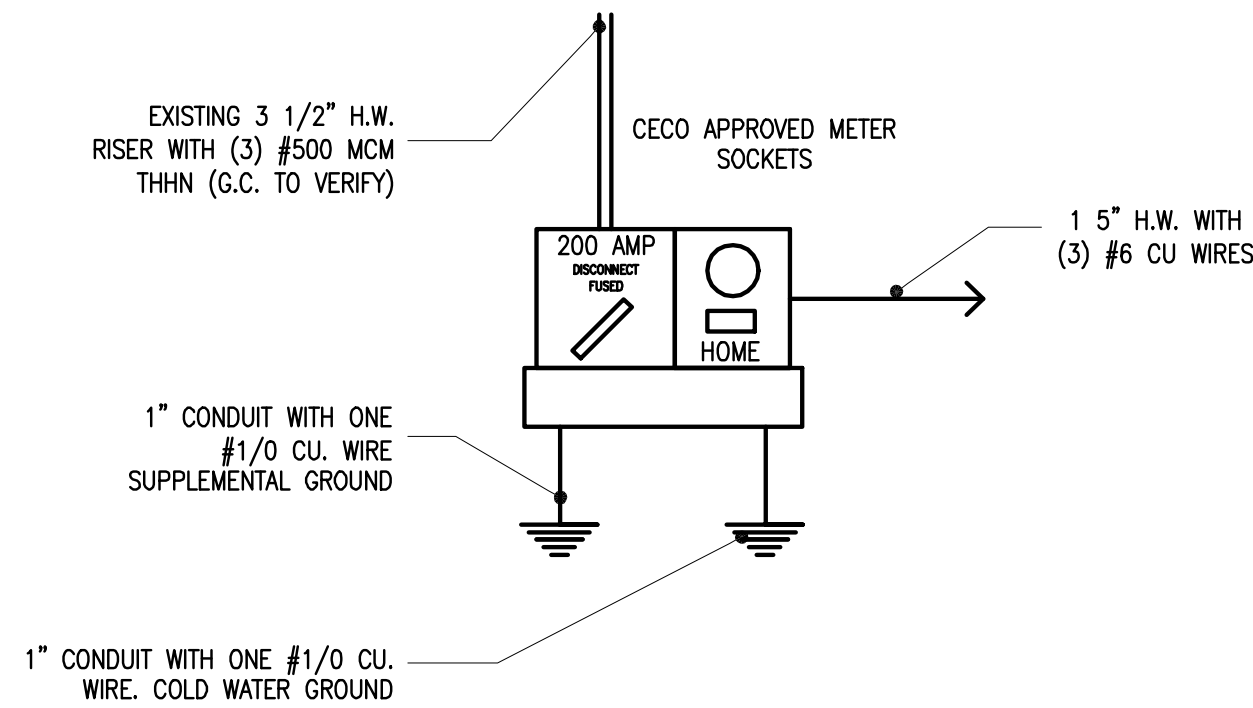 EXISTING 3 1/2" H.W.
RISER WITH (3) #500 MCM
THHN (G.C. TO VERIFY)
CECO APPROVED METER
SOCKETS
1 5" H.W. WITH
(3) #6 CU WIRES
200 AMP
DISCONNECT
FUSED
HOME
1" CONDUIT WITH ONE
#1/0 CU. WIRE
SUPPLEMENTAL GROUND
1" CONDUIT WITH ONE #1/0 CU.
WIRE. COLD WATER GROUND